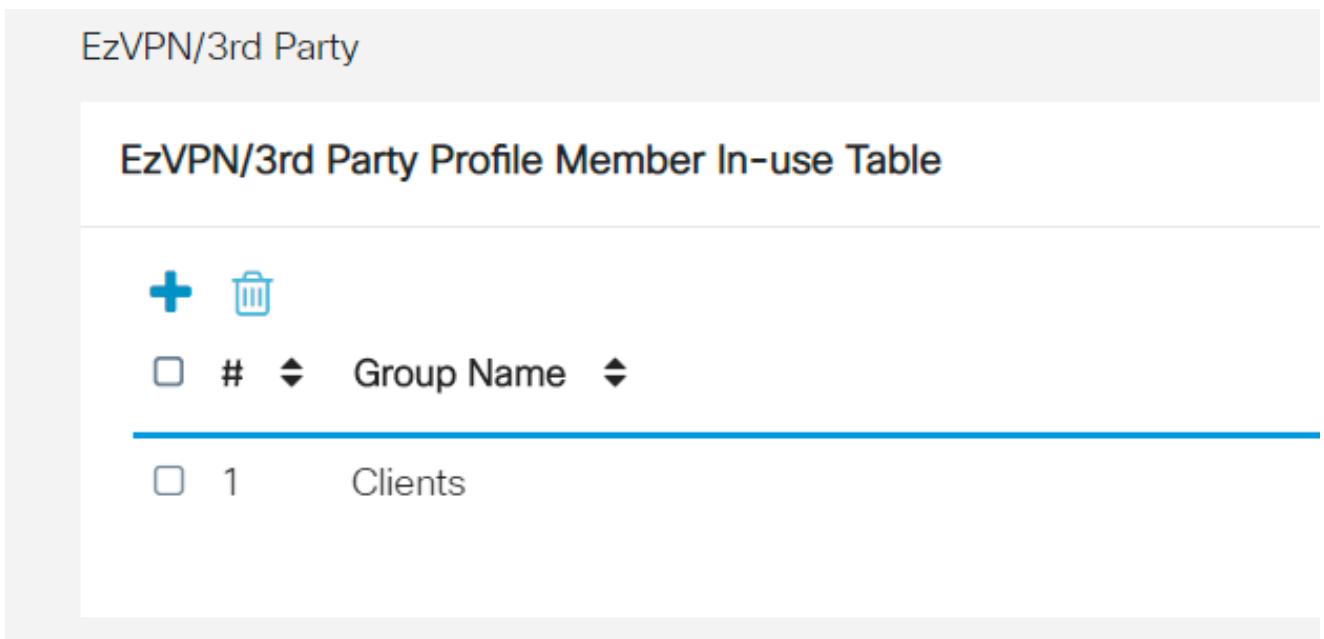 EzVPN/3rd Party
EzVPN/3rd Party Profile Member In-use Table
# Group Name
1 Clients